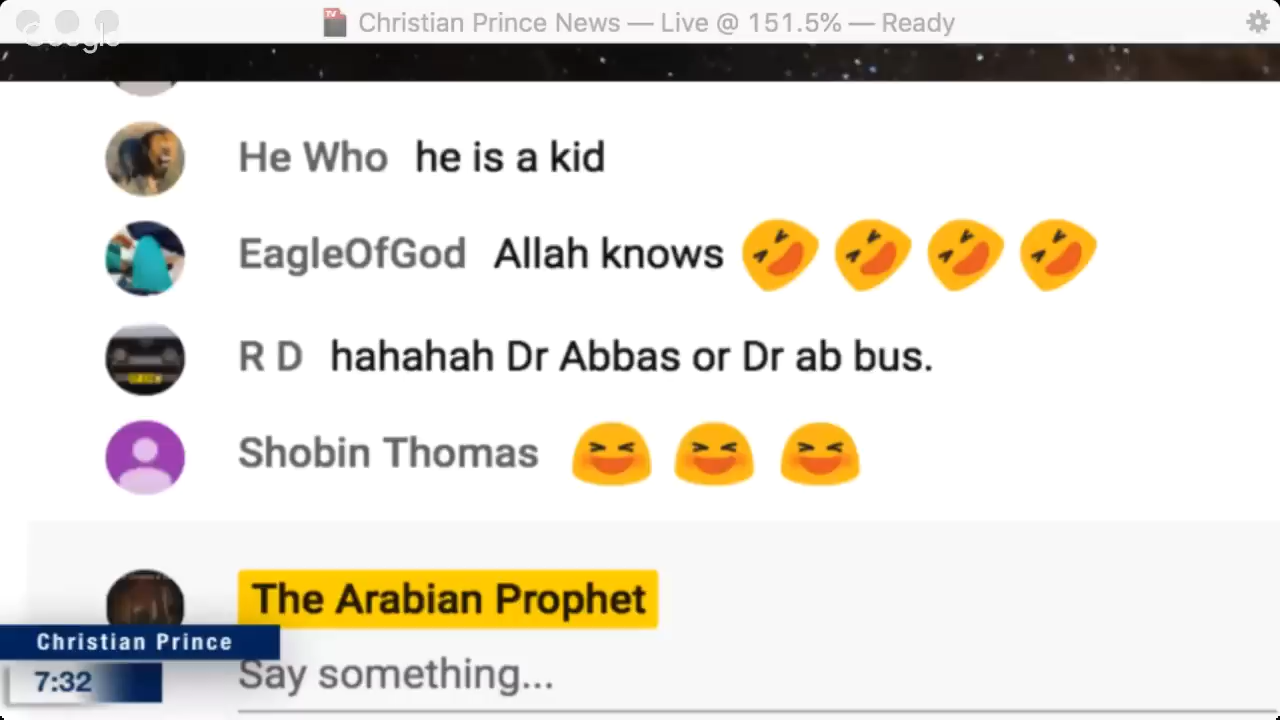 Christian Prince News — Live @ 151.5% — Ready
Google
He Who he is a kid
EagleOfGod Allah knows 🤣 🤣 🤣 🤣
R D hahahah Dr Abbas or Dr ab bus.
Shobin Thomas 😆 😆 😆
The Arabian Prophet
Christian Prince
Say something...
7:32